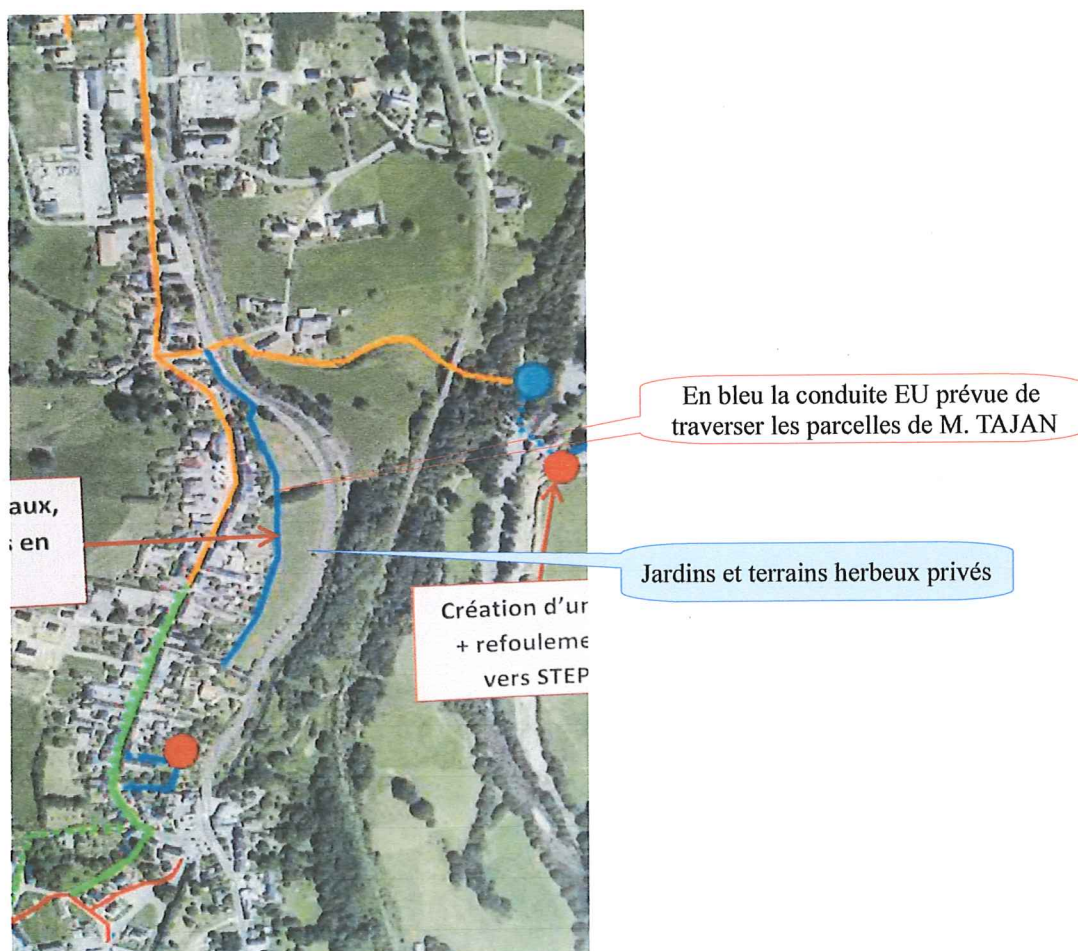 En bleu la conduite EU prévue de
traverser les parcelles de M. TAJAN
aux,
en
Jardins et terrains herbeux privés
Création d'un
+ refouleme
vers STEP